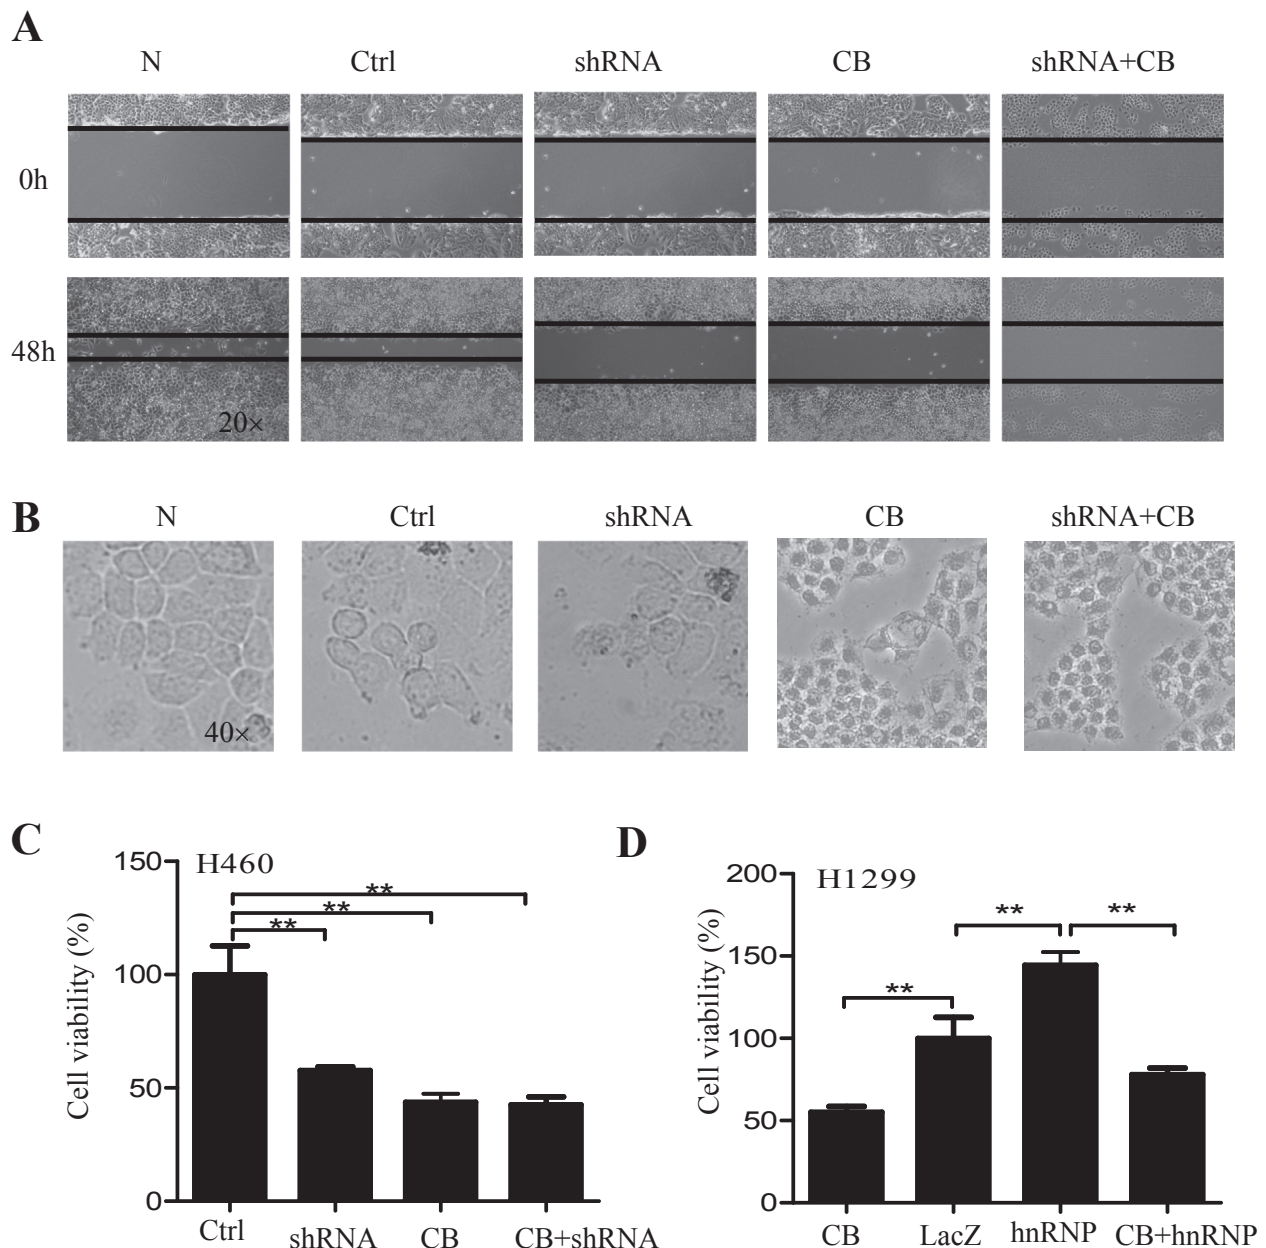 A
N Ctrl shRNA CB shRNA+CB
0h
48h
20×
B
N Ctrl shRNA CB shRNA+CB
40×
C
H460
**
**
**
Cell viability (%)
150
100
50
0
Ctrl shRNA CB CB+shRNA
D
H1299
** **
**
Cell viability (%)
200
150
100
50
0
CB LacZ hnRNP CB+hnRNP